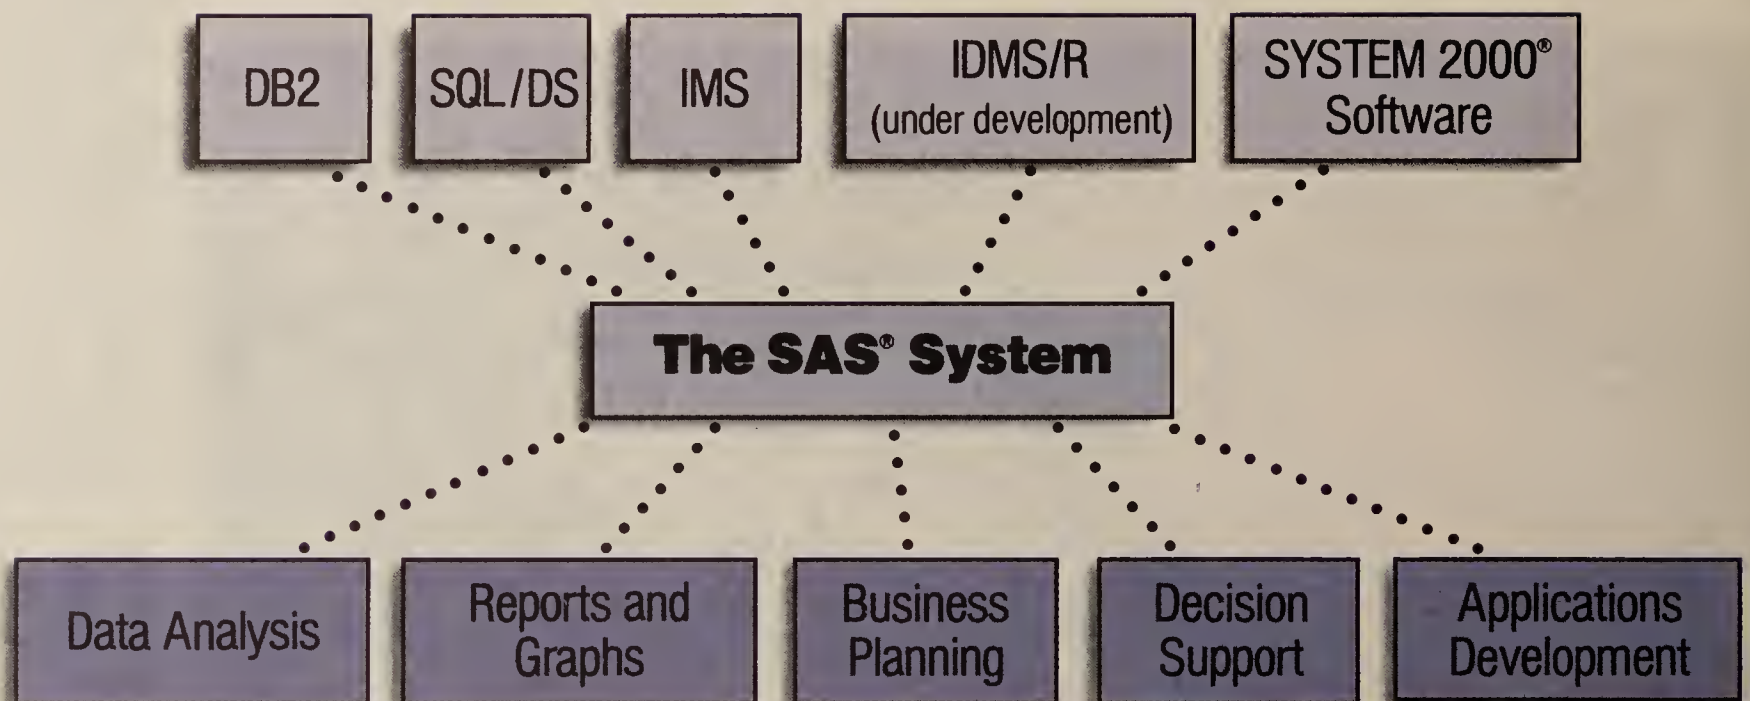 DB2
SQL/DS
IMS
IDMS/R
(under development)
SYSTEM 2000®
Software
The SAS® System
Data Analysis
Reports and
Graphs
Business
Planning
Decision
Support
Applications
Development